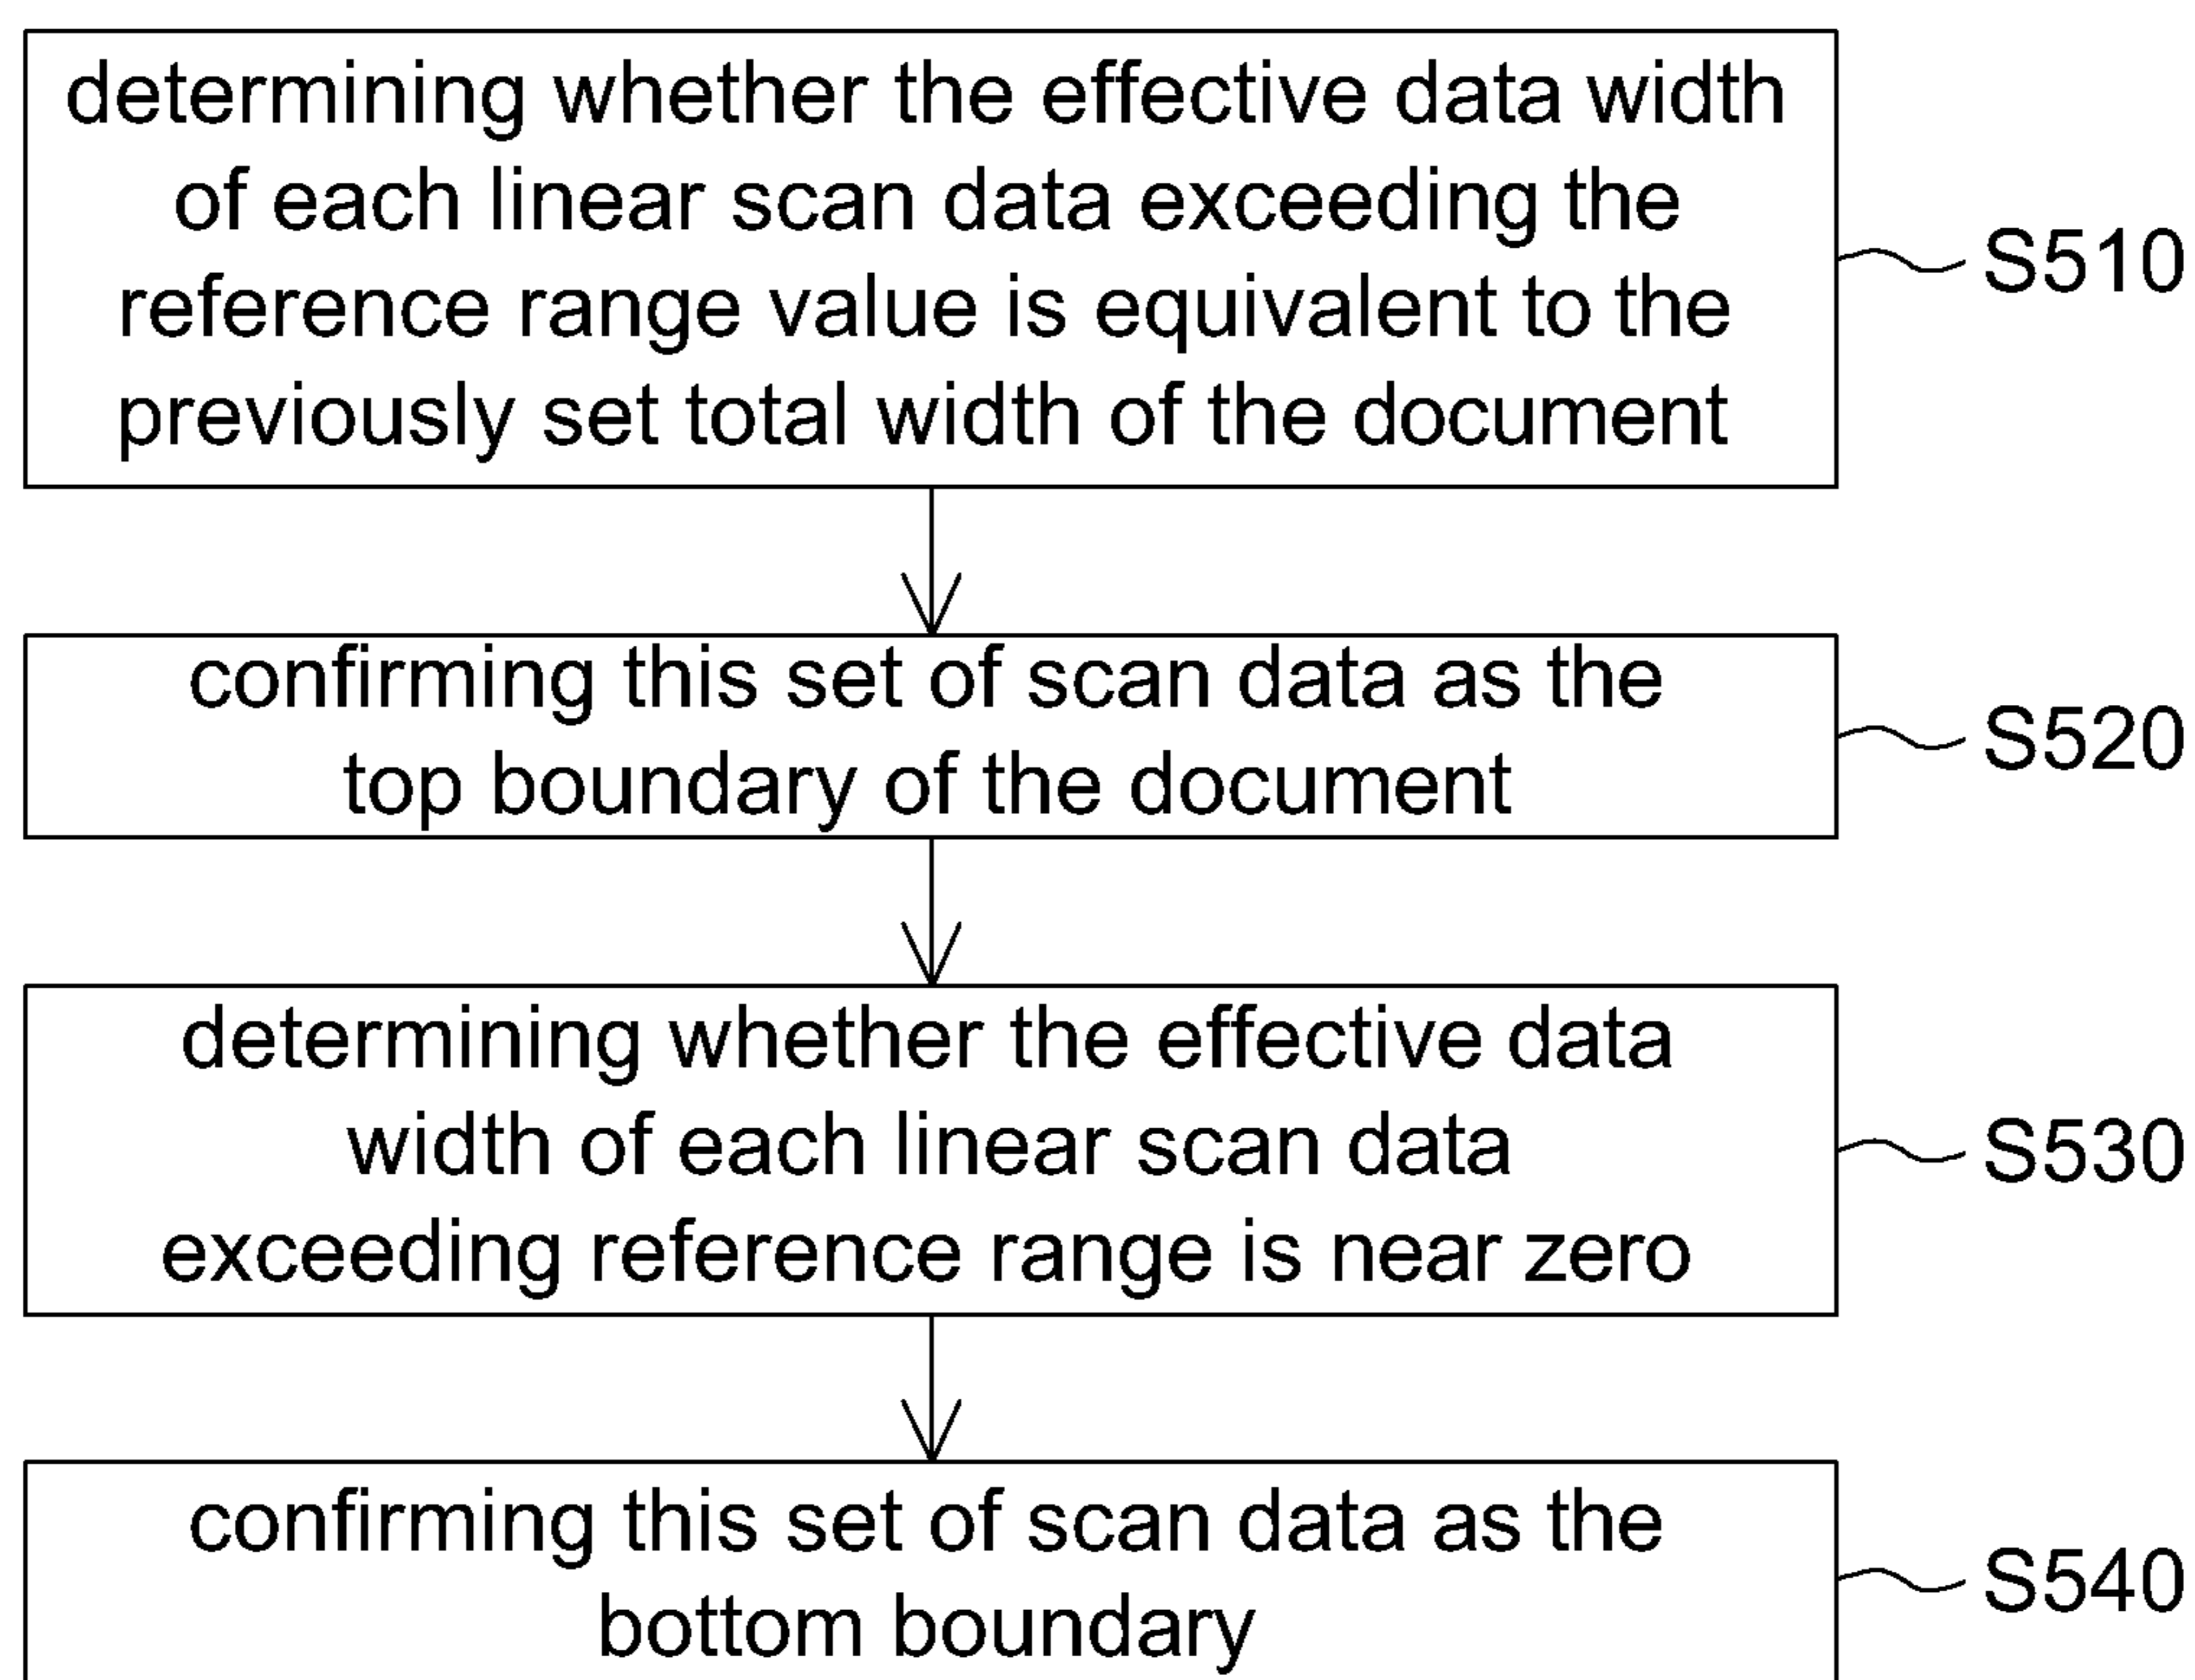 determining whether the effective data width
of each linear scan data exceeding the
reference range value is equivalent to the
previously set total width of the document
S510
confirming this set of scan data as the
top boundary of the document
S520
determining whether the effective data
width of each linear scan data
exceeding reference range is near zero
S530
confirming this set of scan data as the
bottom boundary
S540